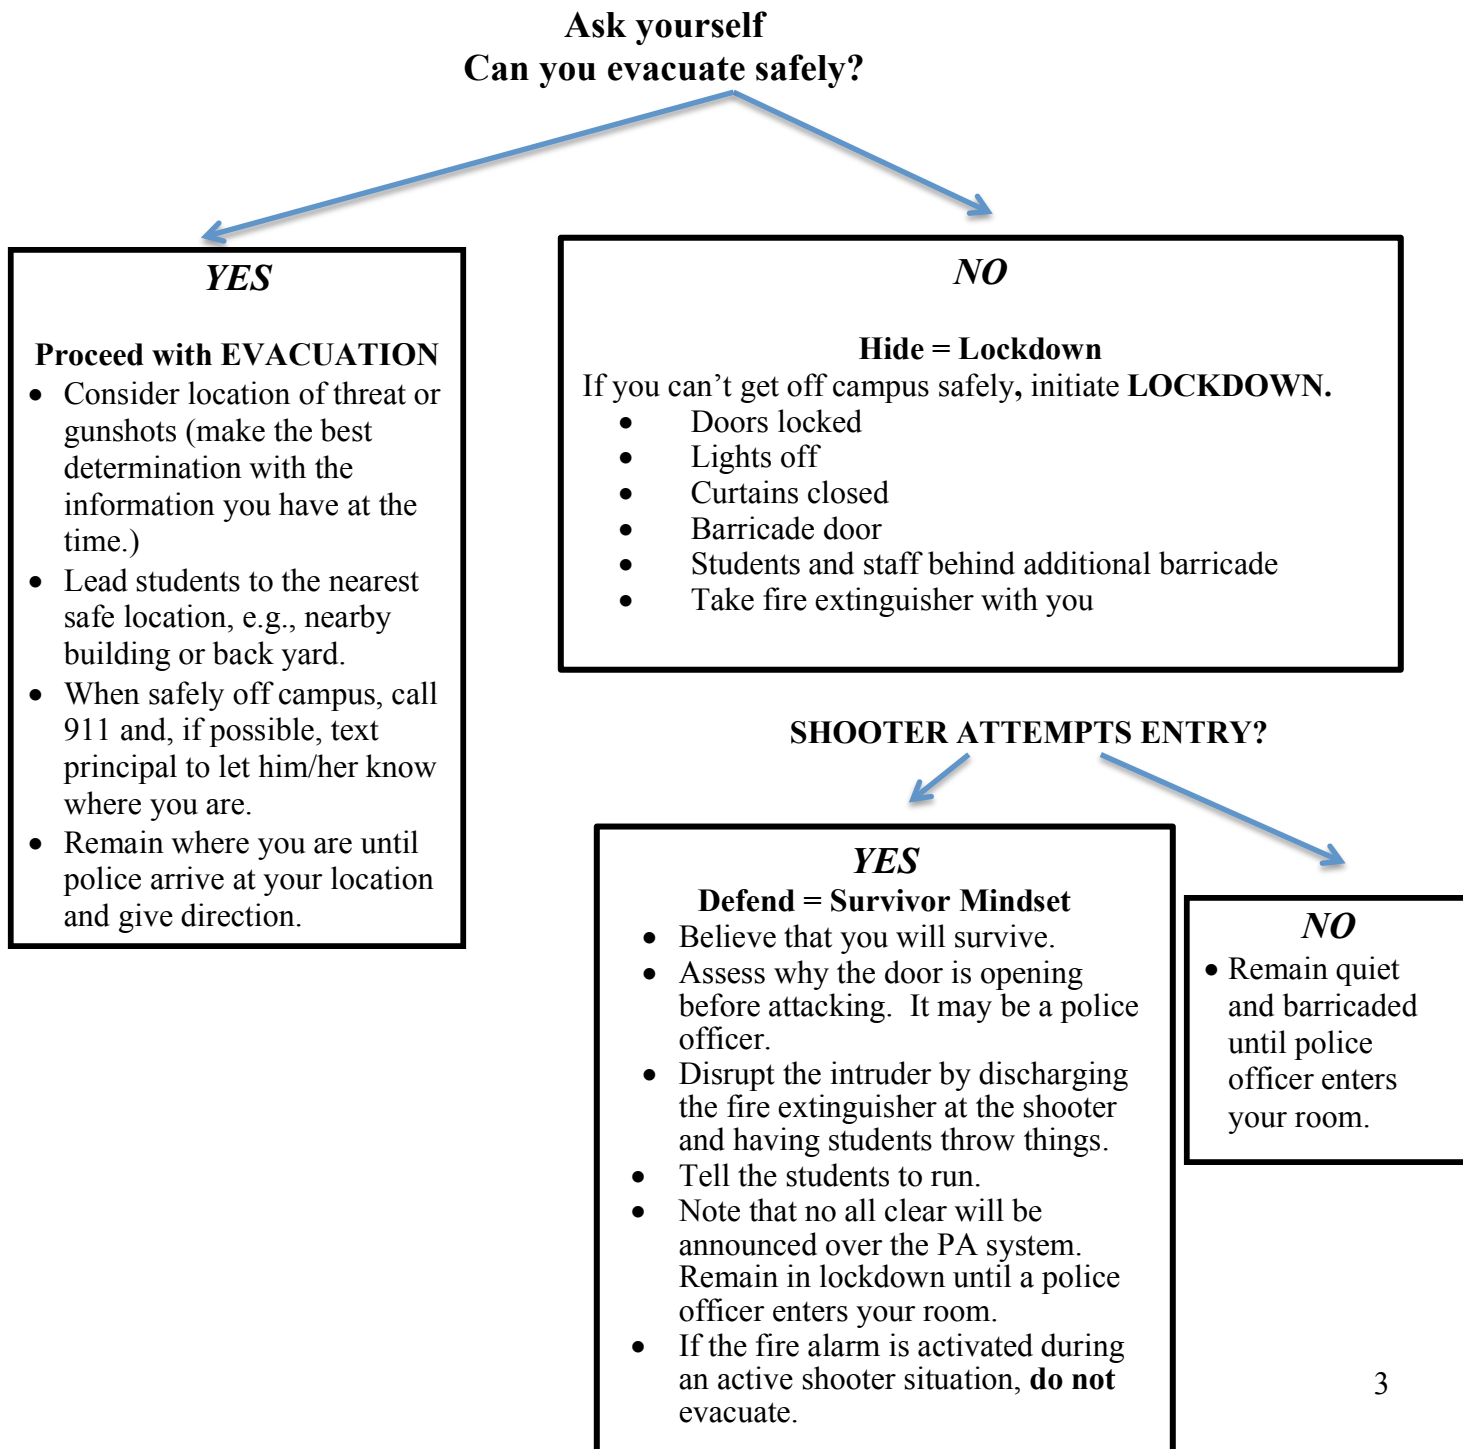 Ask yourself
Can you evacuate safely?
YES
Proceed with EVACUATION
• Consider location of threat or
gunshots (make the best
determination with the
information you have at the
time.)
• Lead students to the nearest
safe location, e.g., nearby
building or back yard.
• When safely off campus, call
911 and, if possible, text
principal to let him/her know
where you are.
• Remain where you are until
police arrive at your location
and give direction.
NO
Hide = Lockdown
If you can’t get off campus safely, initiate LOCKDOWN.
• Doors locked
• Lights off
• Curtains closed
• Barricade door
• Students and staff behind additional barricade
• Take fire extinguisher with you
SHOOTER ATTEMPTS ENTRY?
YES
Defend = Survivor Mindset
• Believe that you will survive.
• Assess why the door is opening
before attacking.  It may be a police
officer.
• Disrupt the intruder by discharging
the fire extinguisher at the shooter
and having students throw things.
• Tell the students to run.
• Note that no all clear will be
announced over the PA system.
Remain in lockdown until a police
officer enters your room.
• If the fire alarm is activated during
an active shooter situation, do not
evacuate.
NO
• Remain quiet
and barricaded
until police
officer enters
your room.
3